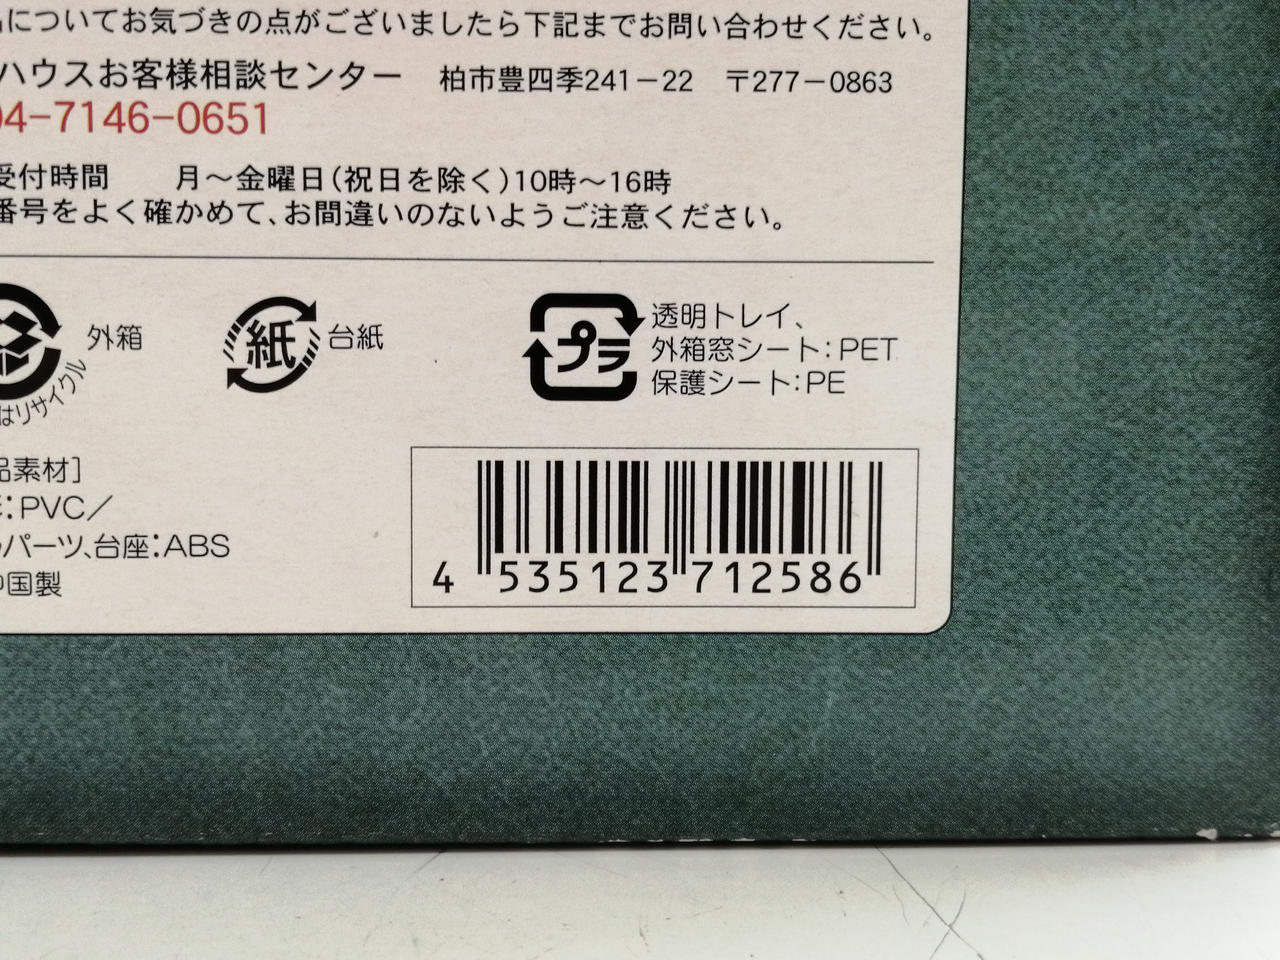 についてお気づきの点がございましたら下記までお問い合わせください。
ハウスお客様相談センター 柏市豊四季241－22 〒277－0863
04−7146−0651
受付時間 月～金曜日(祝日を除く)10時～16時
番号をよく確かめて、お間違いのないようご注意ください。
外箱
はリサイクル
紙
台紙
プラ
透明トレイ、
外箱窓シート：PET
保護シート：PE
品素材]
：PVC／
パーツ、台座：ABS
中国製
4 535123 712586